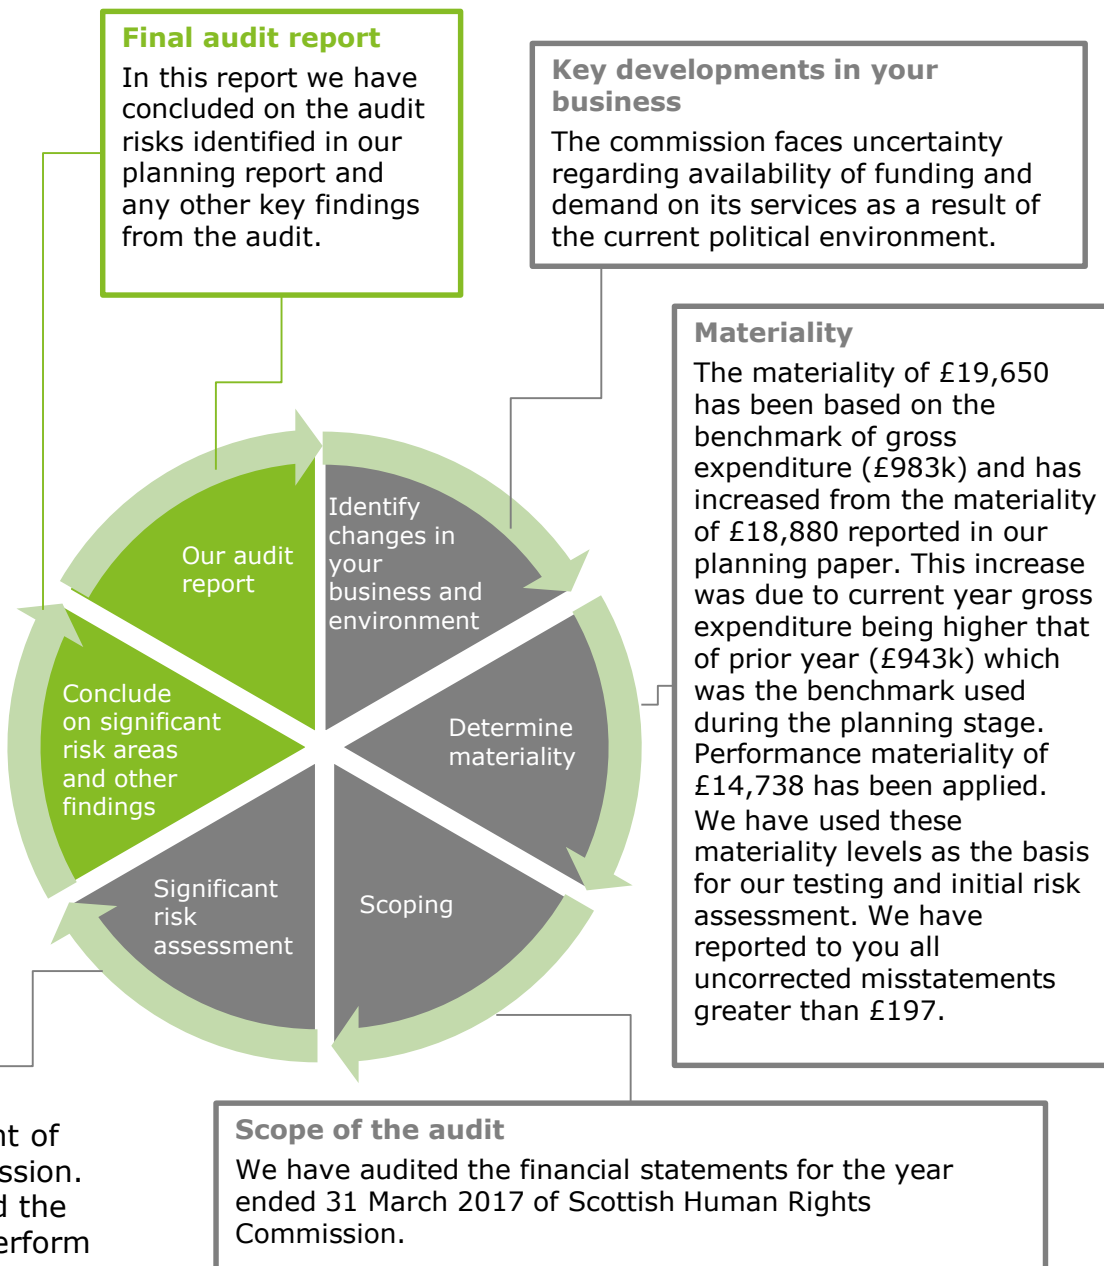 Final audit report
In this report we have
concluded on the audit
risks identified in our
planning report and
any other key findings
from the audit.
Key developments in your
business
The commission faces uncertainty
regarding availability of funding and
demand on its services as a result of
the current political environment.
Materiality
The materiality of £19,650
has been based on the
benchmark of gross
expenditure (£983k) and has
increased from the materiality
of £18,880 reported in our
planning paper. This increase
was due to current year gross
expenditure being higher that
of prior year (£943k) which
was the benchmark used
during the planning stage.
Performance materiality of
£14,738 has been applied.
We have used these
materiality levels as the basis
for our testing and initial risk
assessment. We have
reported to you all
uncorrected misstatements
greater than £197.
Identify
changes in
your
business and
environment
Our audit
report
Determine
materiality
Conclude
on significant
risk areas
and other
findings
Significant
risk
assessment
Scoping
of
d the
Scope of the audit
We have audited the financial statements for the year
ended 31 March 2017 of Scottish Human Rights
Commission.